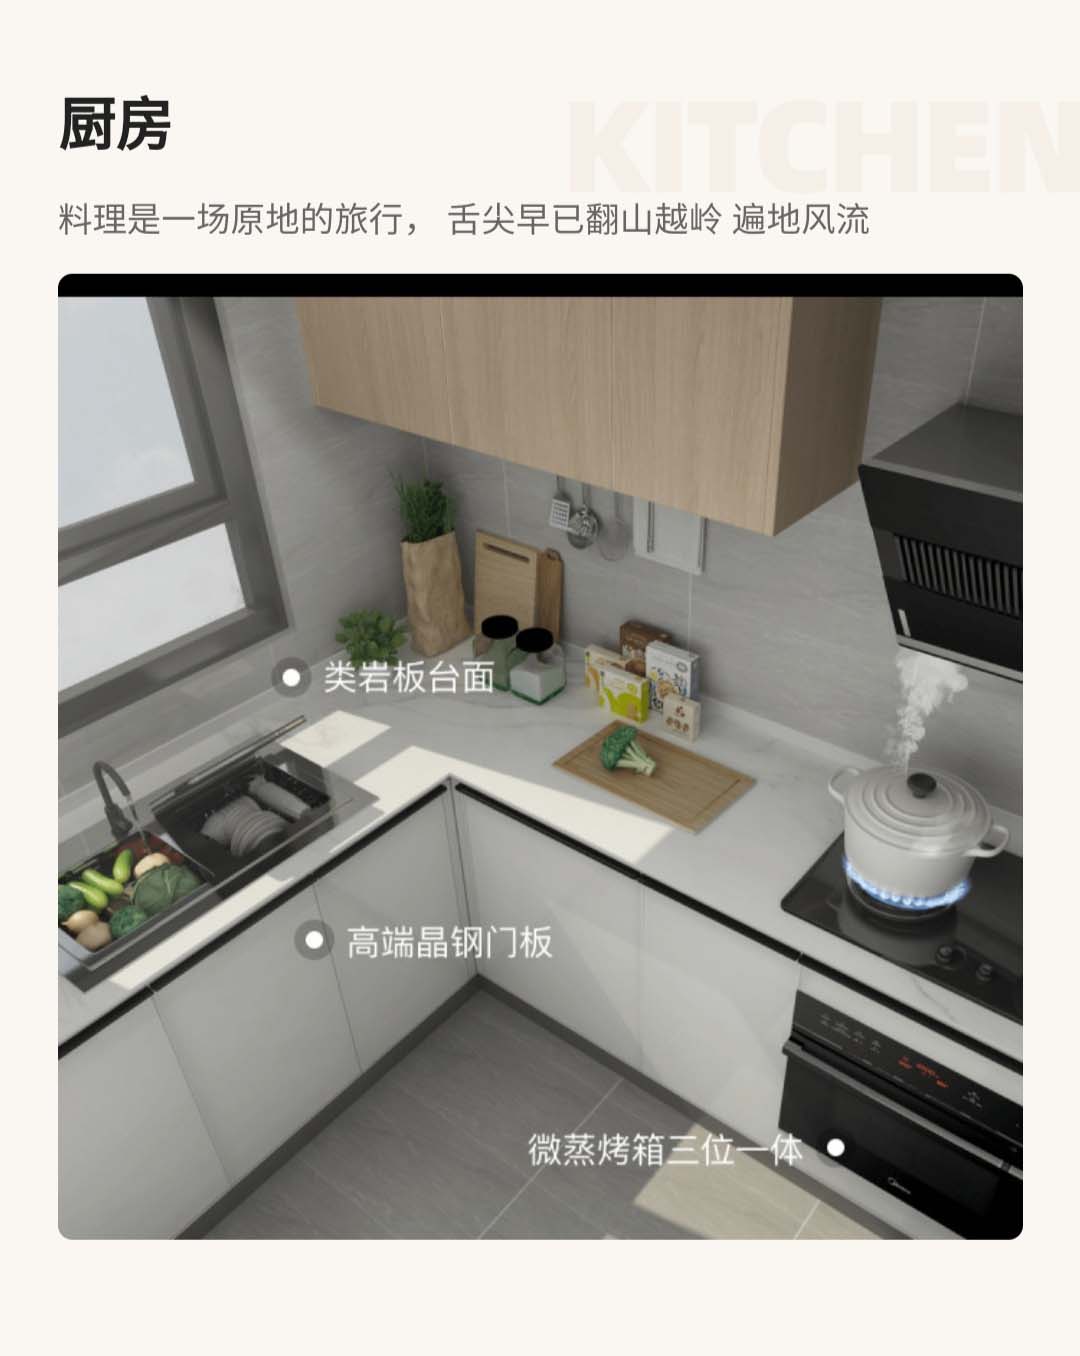 厨房
KITCHEN
料理是一场原地的旅行， 舌尖早已翻山越岭 遍地风流
类岩板台面
高端晶钢门板
微蒸烤箱三位一体
Midea